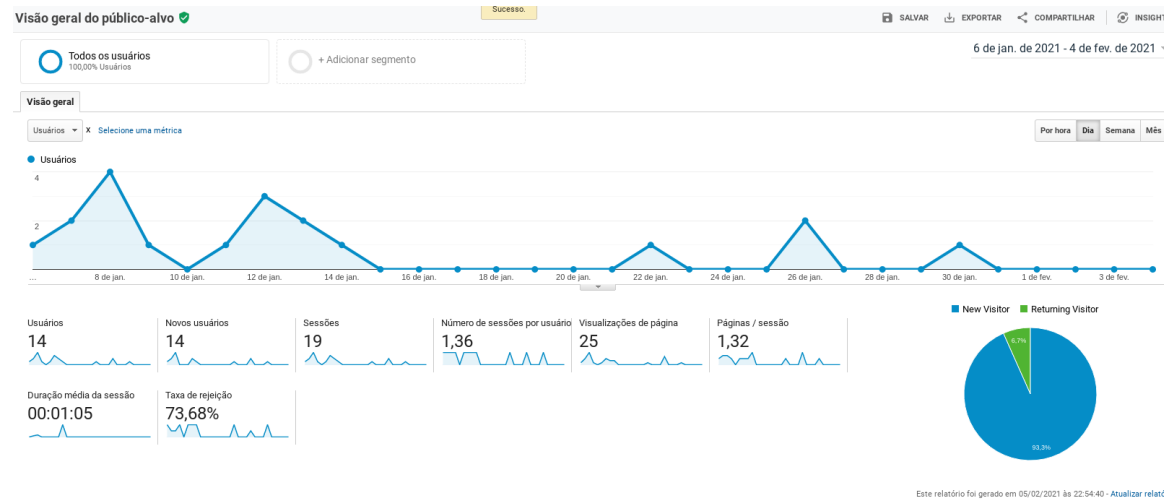 Sucesso.
Visão geral do público-alvo
SALVAR
EXPORTAR
COMPARTILHAR
INSIGHT
Todos os usuários
100,00% Usuários
+ Adicionar segmento
6 de jan. de 2021 - 4 de fev. de 2021
Visão geral
Usuários
X
Selecione uma métrica
Por hora
Dia
Semana
Mês
Usuários
4
2
...
8 de jan.
10 de jan.
12 de jan.
14 de jan.
16 de jan.
18 de jan.
20 de jan.
22 de jan.
24 de jan.
26 de jan.
28 de jan.
30 de jan.
1 de fev.
3 de fev.
Usuários
14
Novos usuários
14
Sessões
19
Número de sessões por usuário
1,36
Visualizações de página
25
Páginas / sessão
1,32
Duração média da sessão
00:01:05
Taxa de rejeição
73,68%
New Visitor
Returning Visitor
6,7%
93,3%
Este relatório foi gerado em 05/02/2021 às 22:54:40 - Atualizar relató